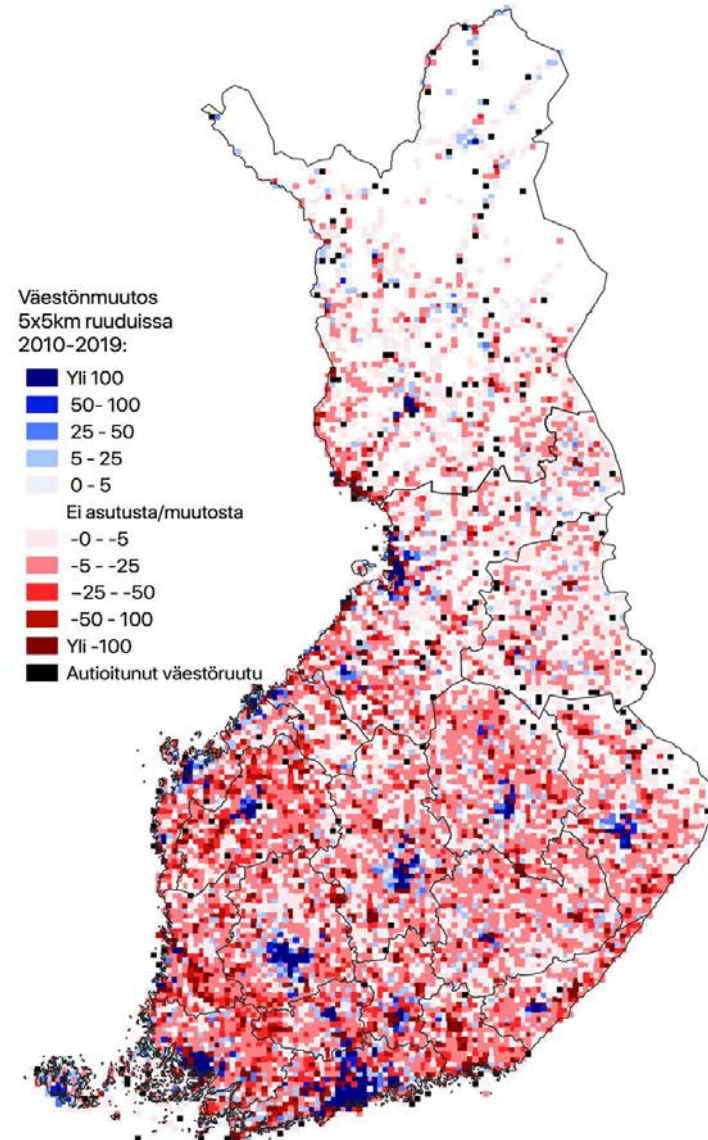 Väestönmuutos
5x5km ruuduissa
2010-2019:
Yli 100
50- 100
25 - 50
5 - 25
0 - 5
Ei asutusta/muutosta
-0 - -5
-5 - -25
-25 - -50
-50 - 100
Yli -100
Autioitunut väestöruutu